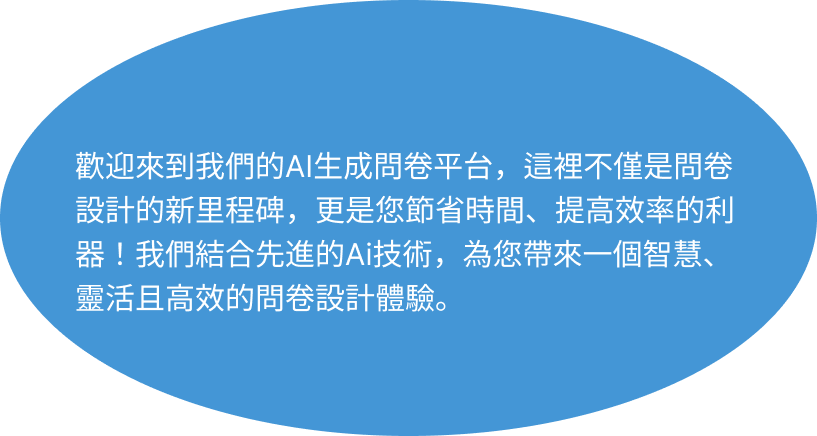 歡迎來到我們的AI生成問卷平台，這裡不僅是問卷
設計的新里程碑，更是您節省時間、提高效率的利
器！我們結合先進的Ai技術，為您帶來一個智慧、
靈活且高效的問卷設計體驗。